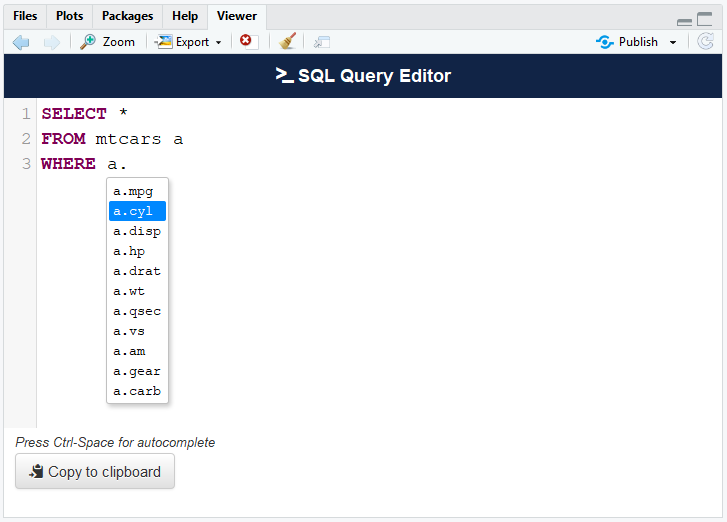 Files Plots Packages Help Viewer
Zoom Export Publish
>_ SQL Query Editor
1 SELECT *
2 FROM mtcars a
3 WHERE a.
a.mpg
a.cyl
a.disp
a.hp
a.drat
a.wt
a.qsec
a.vs
a.am
a.gear
a.carb
Press Ctrl-Space for autocomplete
Copy to clipboard